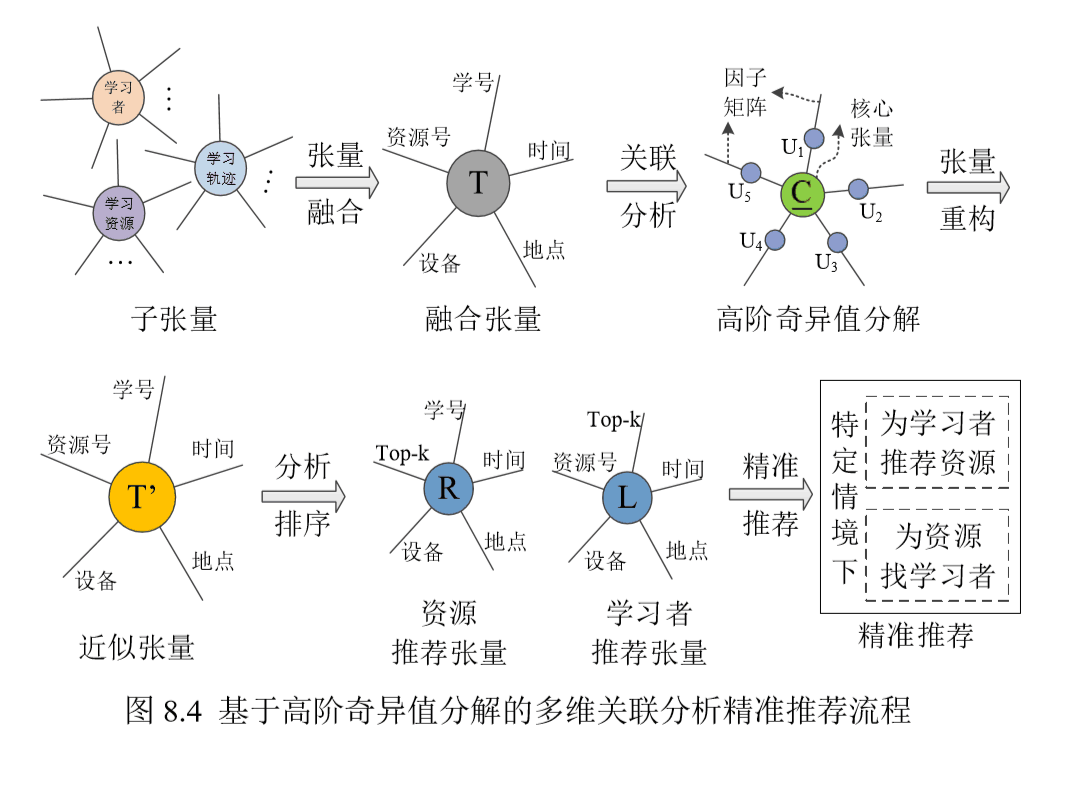 学习
者
⋮
学习
轨迹
⋮
学习
资源
…
子张量
张量
融合
学号
资源号
时间
T
设备
地点
融合张量
关联
分析
因子
矩阵
核心
张量
U1
U5
C
U2
U4
U3
高阶奇异值分解
张量
重构
学号
资源号
时间
T’
设备
地点
近似张量
分析
排序
学号
Top-k
时间
R
设备
地点
资源
推荐张量
Top-k
资源号
时间
L
设备
地点
学习者
推荐张量
精准
推荐
特
定
情
境
下
为学习者
推荐资源
为资源
找学习者
精准推荐
图 8.4 基于高阶奇异值分解的多维关联分析精准推荐流程